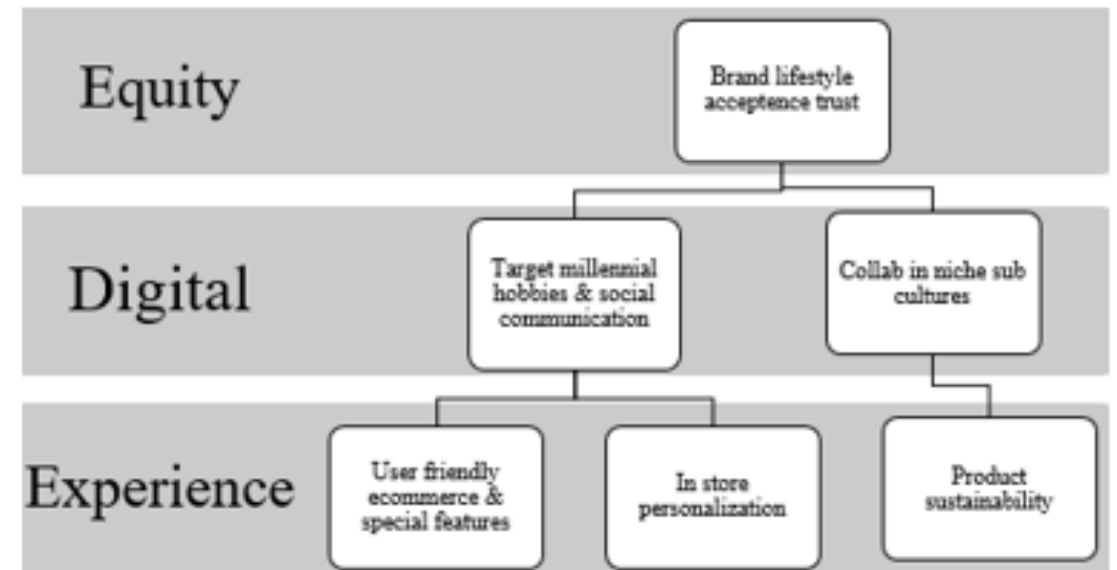 Equity
Brand lifestyle
acceptence trust
Digital
Target millennial
hobbies & social
communication
Collab in niche sub
cultures
Experience
User friendly
ecommerce &
special features
In store
personalization
Product
sustainability